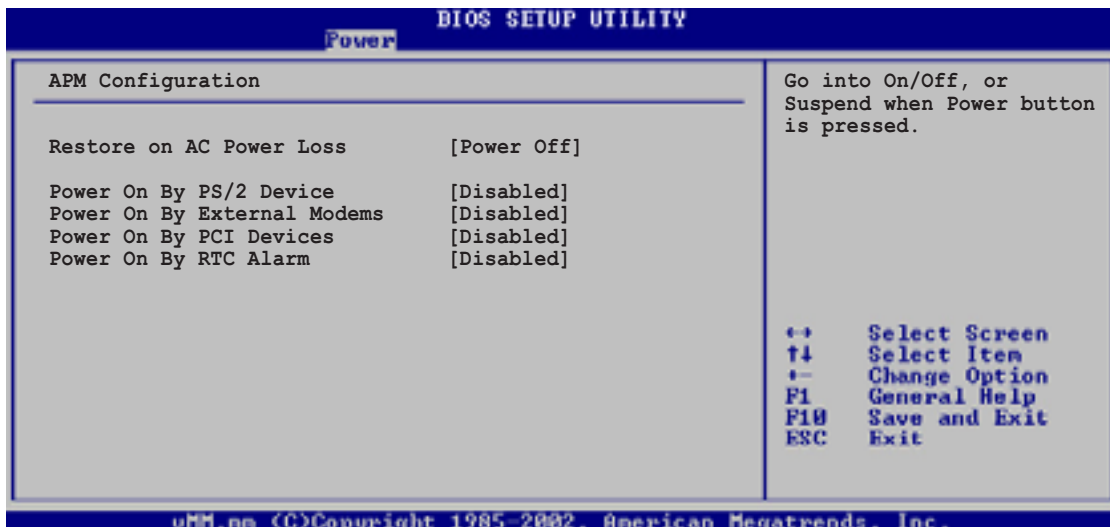 BIOS SETUP UTILITY
Power
APM Configuration
Restore on AC Power Loss [Power Off]
Power On By PS/2 Device [Disabled]
Power On By External Modems [Disabled]
Power On By PCI Devices [Disabled]
Power On By RTC Alarm [Disabled]
Go into On/Off, or
Suspend when Power button
is pressed.
←→ Select Screen
↑↓ Select Item
+- Change Option
F1 General Help
F10 Save and Exit
ESC Exit
(C)Copyright 1985-2002, American Megatrends, Inc.